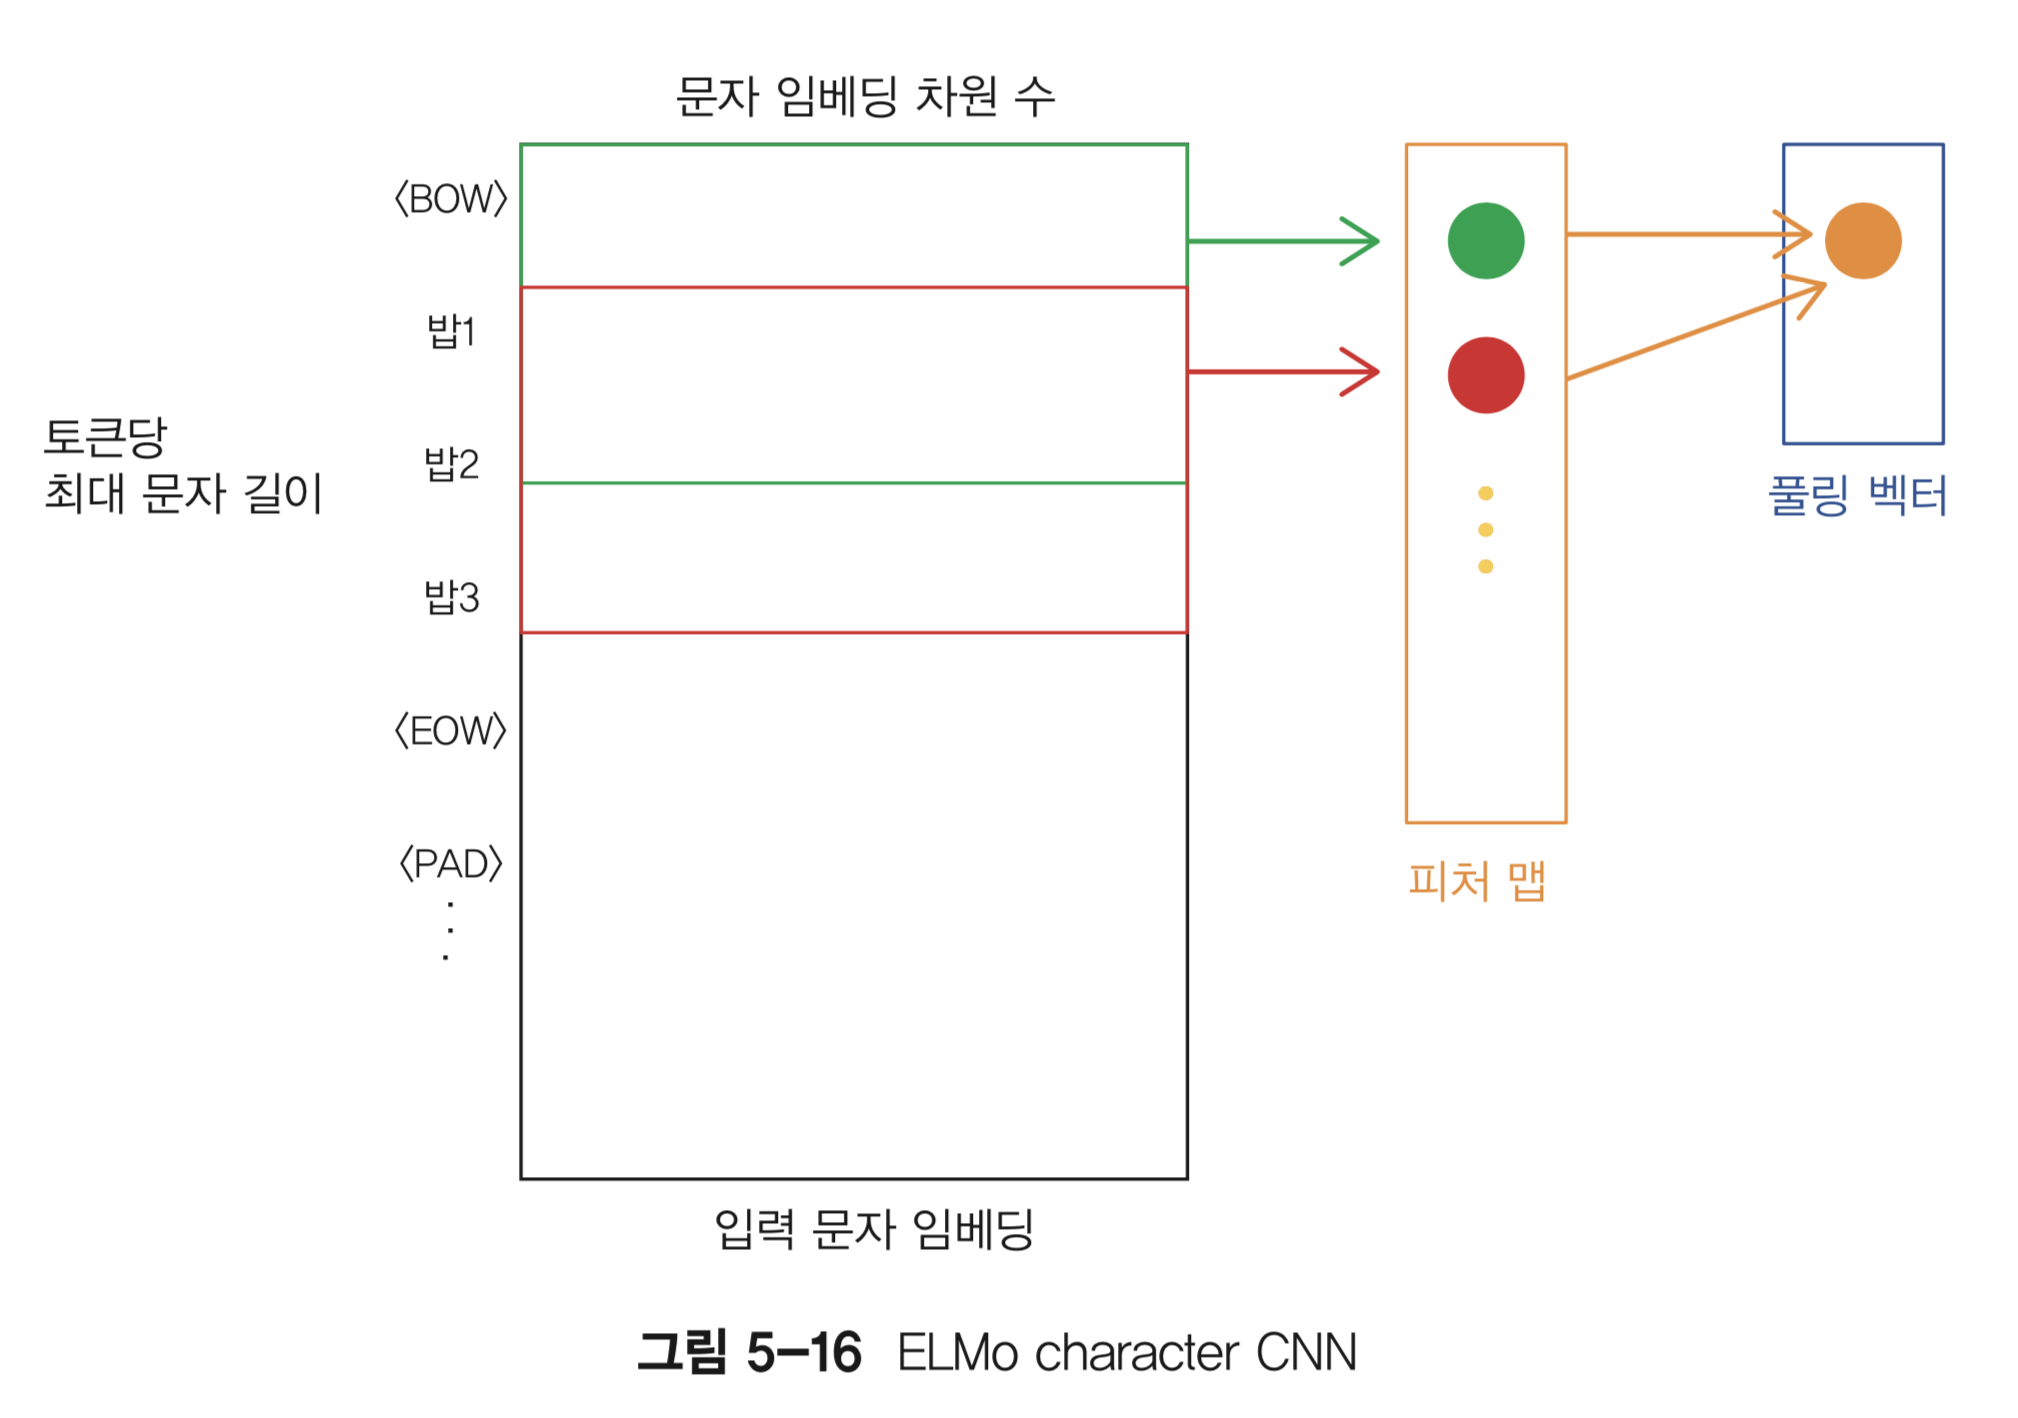 문자 임베딩 차원 수
〈BOW〉
밥1
토큰당
최대 문자 길이
밥2
밥3
〈EOW〉
〈PAD〉
풀링 벡터
피처 맵
입력 문자 임베딩
그림 5-16 ELMo character CNN